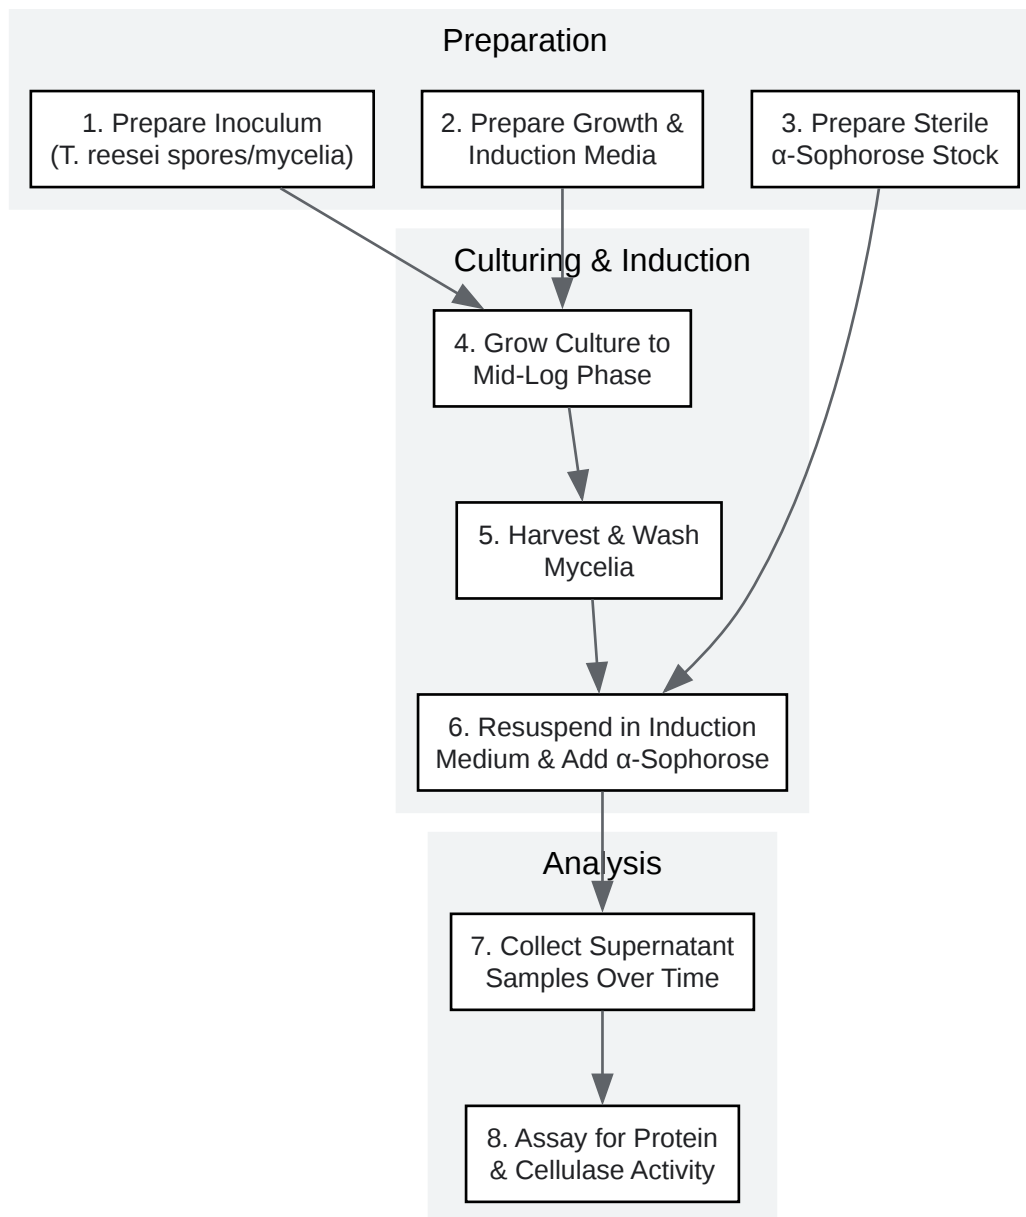 Preparation
1. Prepare Inoculum
(T. reesei spores/mycelia)
2. Prepare Growth &
Induction Media
3. Prepare Sterile
α-Sophorose Stock
Culturing & Induction
4. Grow Culture to
Mid-Log Phase
5. Harvest & Wash
Mycelia
6. Resuspend in Induction
Medium & Add α-Sophorose
Analysis
7. Collect Supernatant
Samples Over Time
8. Assay for Protein
& Cellulase Activity